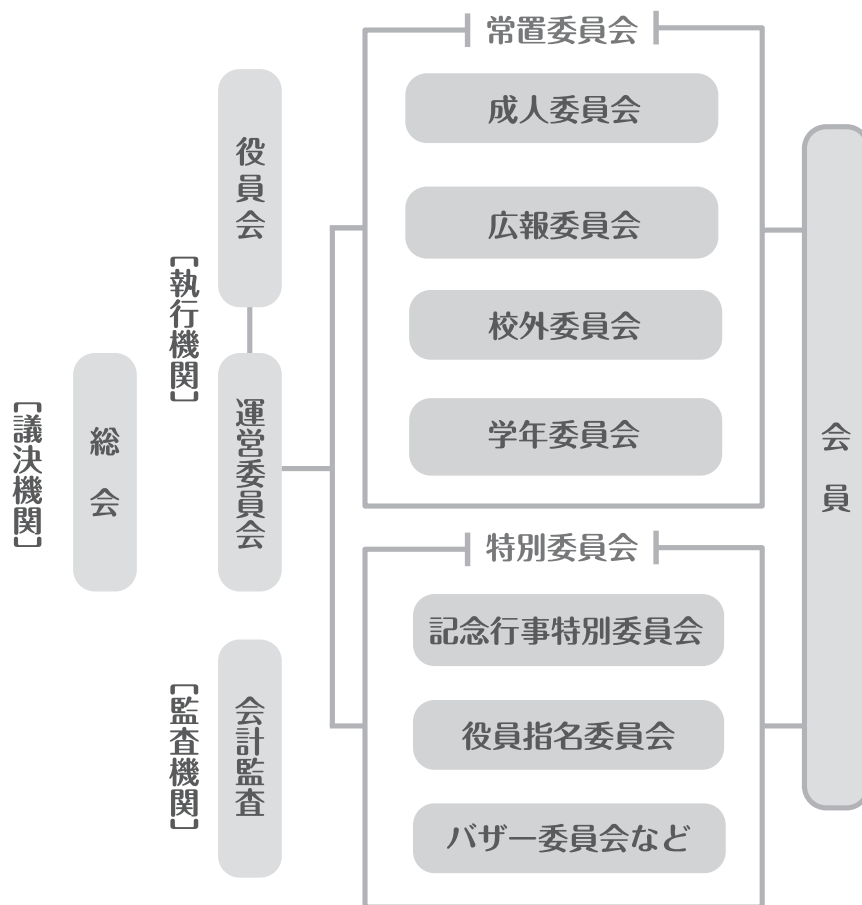 ［議決機関］
総会
［執行機関］
役員会
運営委員会
［監査機関］
会計監査
常置委員会
成人委員会
広報委員会
校外委員会
学年委員会
特別委員会
記念行事特別委員会
役員指名委員会
バザー委員会など
会員